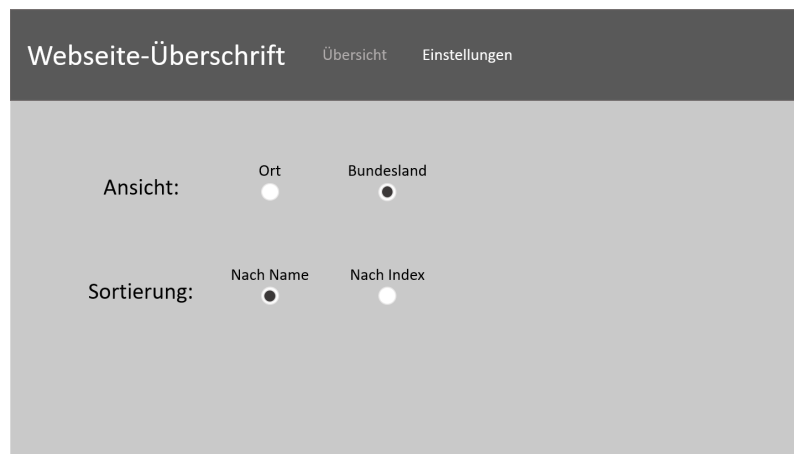 Webseite-Überschrift Übersicht Einstellungen
Ort Bundesland
Ansicht:
Nach Name Nach Index
Sortierung: